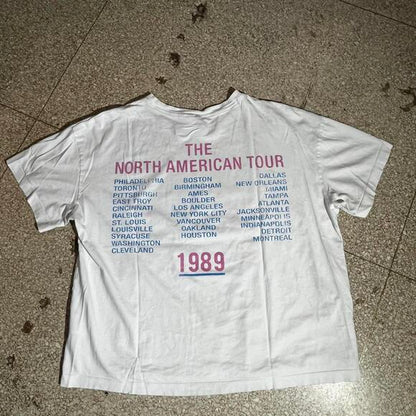 THE
NORTH AMERICAN TOUR
PHILADELPHIA
TORONTO
PITTSBURGH
EAST TROY
CINCINNATI
RALEIGH
ST. LOUIS
LOUISVILLE
SYRACUSE
WASHINGTON
CLEVELAND
BOSTON
BIRMINGHAM
AMES
BOULDER
LOS ANGELES
NEW YORK CITY
VANCOUVER
OAKLAND
HOUSTON
DALLAS
NEW ORLEANS
MIAMI
TAMPA
ATLANTA
JACKSONVILLE
MINNEAPOLIS
INDIANAPOLIS
DETROIT
MONTREAL
1989